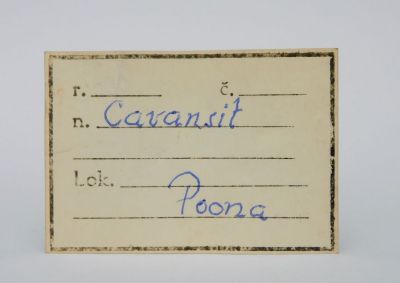 r. č.
n. Cavansit
Lok.
Poona